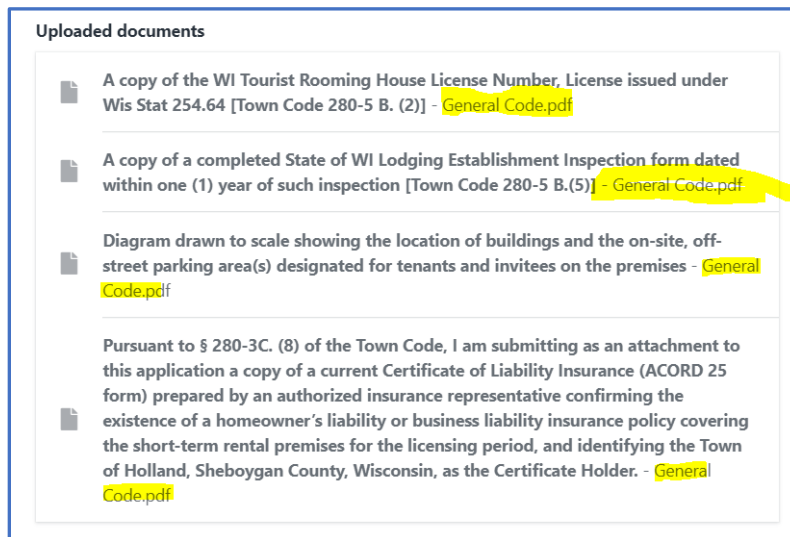 Uploaded documents
A copy of the WI Tourist Rooming House License Number, License issued under
Wis Stat 254.64 [Town Code 280-5 B. (2)] - General Code.pdf
A copy of a completed State of WI Lodging Establishment Inspection form dated
within one (1) year of such inspection [Town Code 280-5 B.(5)] - General Code.pdf
Diagram drawn to scale showing the location of buildings and the on-site, off-
street parking area(s) designated for tenants and invitees on the premises - General
Code.pdf
Pursuant to § 280-3C. (8) of the Town Code, I am submitting as an attachment to
this application a copy of a current Certificate of Liability Insurance (ACORD 25
form) prepared by an authorized insurance representative confirming the
existence of a homeowner’s liability or business liability insurance policy covering
the short-term rental premises for the licensing period, and identifying the Town
of Holland, Sheboygan County, Wisconsin, as the Certificate Holder. - General
Code.pdf